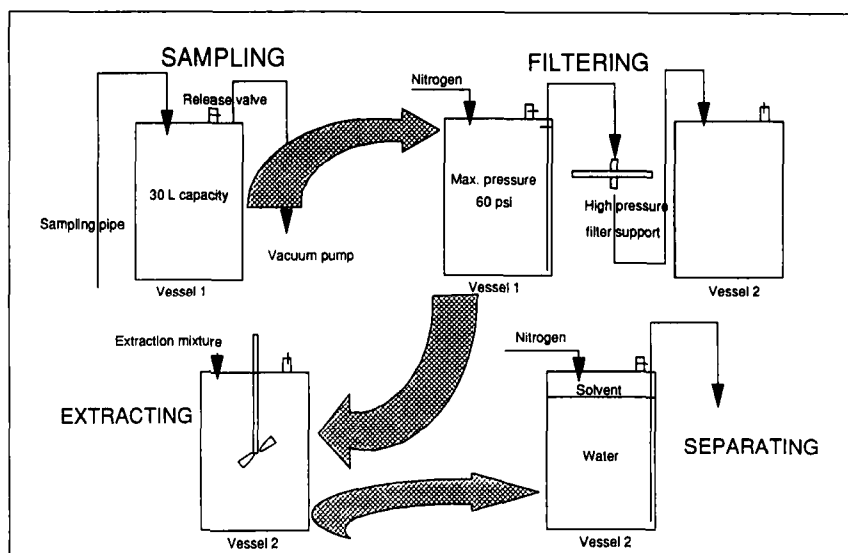 SAMPLING
Release valve
30 L capacity
Sampling pipe
Vacuum pump
Vessel 1
FILTERING
Nitrogen
Max. pressure
60 psi
High pressure
filter support
Vessel 1
Vessel 2
EXTRACTING
Extraction mixture
Vessel 2
SEPARATING
Nitrogen
Solvent
Water
Vessel 2